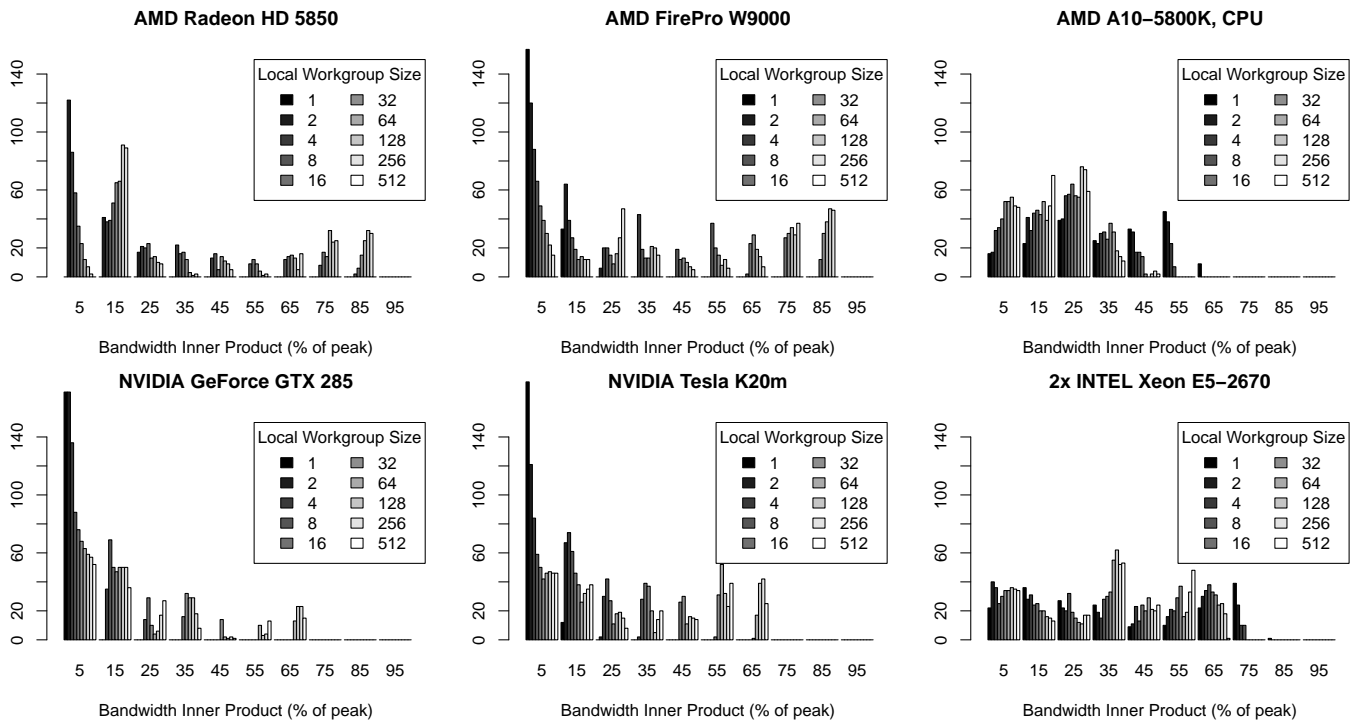 AMD Radeon HD 5850
Local Workgroup Size
1 32
2 64
4 128
8 256
16 512
0 20 60 100 140
5 15 25 35 45 55 65 75 85 95
Bandwidth Inner Product (% of peak)
AMD FirePro W9000
Local Workgroup Size
1 32
2 64
4 128
8 256
16 512
0 20 60 100 140
5 15 25 35 45 55 65 75 85 95
Bandwidth Inner Product (% of peak)
AMD A10−5800K, CPU
Local Workgroup Size
1 32
2 64
4 128
8 256
16 512
0 20 60 100 140
5 15 25 35 45 55 65 75 85 95
Bandwidth Inner Product (% of peak)
NVIDIA GeForce GTX 285
Local Workgroup Size
1 32
2 64
4 128
8 256
16 512
0 20 60 100 140
5 15 25 35 45 55 65 75 85 95
Bandwidth Inner Product (% of peak)
NVIDIA Tesla K20m
Local Workgroup Size
1 32
2 64
4 128
8 256
16 512
0 20 60 100 140
5 15 25 35 45 55 65 75 85 95
Bandwidth Inner Product (% of peak)
2x INTEL Xeon E5−2670
Local Workgroup Size
1 32
2 64
4 128
8 256
16 512
0 20 60 100 140
5 15 25 35 45 55 65 75 85 95
Bandwidth Inner Product (% of peak)